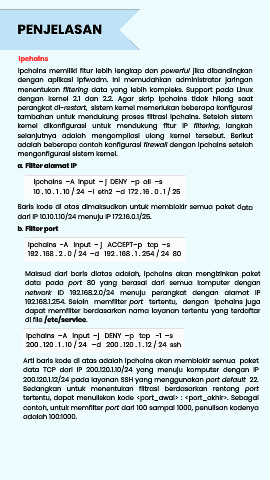 PENJELASAN
Ipchains
Ipchains memiliki fitur lebih lengkap dan powerful jika dibandingkan
dengan aplikasi ipfwadm. Ini memudahkan administrator jaringan
menentukan filtering data yang lebih kompleks. Support pada Linux
dengan kernel 2.1 dan 2.2. Agar skrip Ipchains tidak hilang saat
perangkat di-restart, sistem kernel memerlukan beberapa konfigurasi
tambahan untuk mendukung proses filtrasi Ipchains. Setelah sistem
kernel dikonfigurasi untuk mendukung fitur IP filtering, langkah
selanjutnya adalah mengompilasi ulang kernel tersebut. Berikut
adalah beberapa contoh konfigurasi firewall dengan Ipchains setelah
mengonfigurasi sistem kernel.
a. Filter alamat IP
Ipchains -A input -j DENY -p all -s
10 . 10 . 1 . 10 / 24 -i eth2 -d 172 . 16 . 0 . 1 / 25
Baris kode di atas dimaksudkan untuk memblokir semua paket data
dari IP 10.10.1.10/24 menuju IP 172.16.0.1/25.
b. Filter port
Ipchains -A input -j ACCEPT-p tcp -s
192 . 168 . 2 . 0 / 24 -d 192 . 168 . 1 . 254 / 24 80
Maksud dari baris diatas adalah, Ipchains akan mengizinkan paket
data pada port 80 yang berasal dari semua komputer dengan
network ID 192.168.2.0/24 menuju perangkat dengan alamat IP
192.168.1.254. Selain memfilter port tertentu, dengan Ipchains juga
dapat memfilter berdasarkan nama layanan tertentu yang terdaftar
di file /etc/service.
Ipchains -A input -j DENY -p tcp -1 -s
200 . 120 . 1 . 10 / 24 -d 200 . 120 . 1 . 12 / 24 ssh
Arti baris kode di atas adalah Ipchains akan memblokir semua paket
data TCP dari IP 200.120.1.10/24 yang menuju komputer dengan IP
200.120.1.12/24 pada layanan SSH yang menggunakan port default 22.
Sedangkan untuk menentukan filtrasi berdasarkan rentang port
tertentu, dapat menuliskan kode <port_awal> : <port_akhir>. Sebagai
contoh, untuk memfilter port dari 100 sampai 1000, penulisan kodenya
adalah 100:1000.